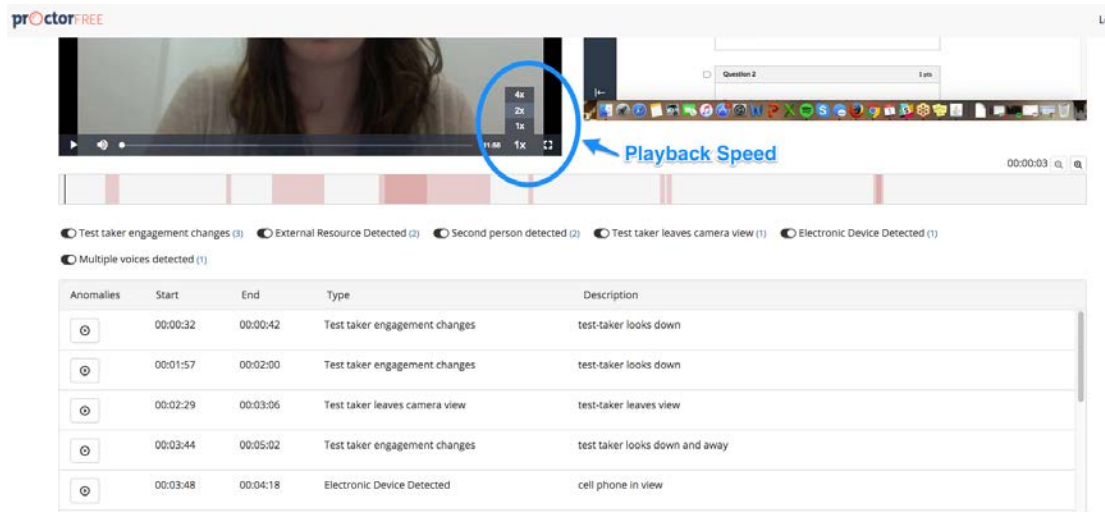 proctorFREE
Question 2 1 pts
4x
2x
1x
1x
Playback Speed
00:00:03
Test taker engagement changes (3) External Resource Detected (2) Second person detected (2) Test taker leaves camera view (1) Electronic Device Detected (1)
Multiple voices detected (1)
Anomalies Start End Type Description
00:00:32 00:00:42 Test taker engagement changes test-taker looks down
00:01:57 00:02:00 Test taker engagement changes test-taker looks down
00:02:29 00:03:06 Test taker leaves camera view test-taker leaves view
00:03:44 00:05:02 Test taker engagement changes test taker looks down and away
00:03:48 00:04:18 Electronic Device Detected cell phone in view